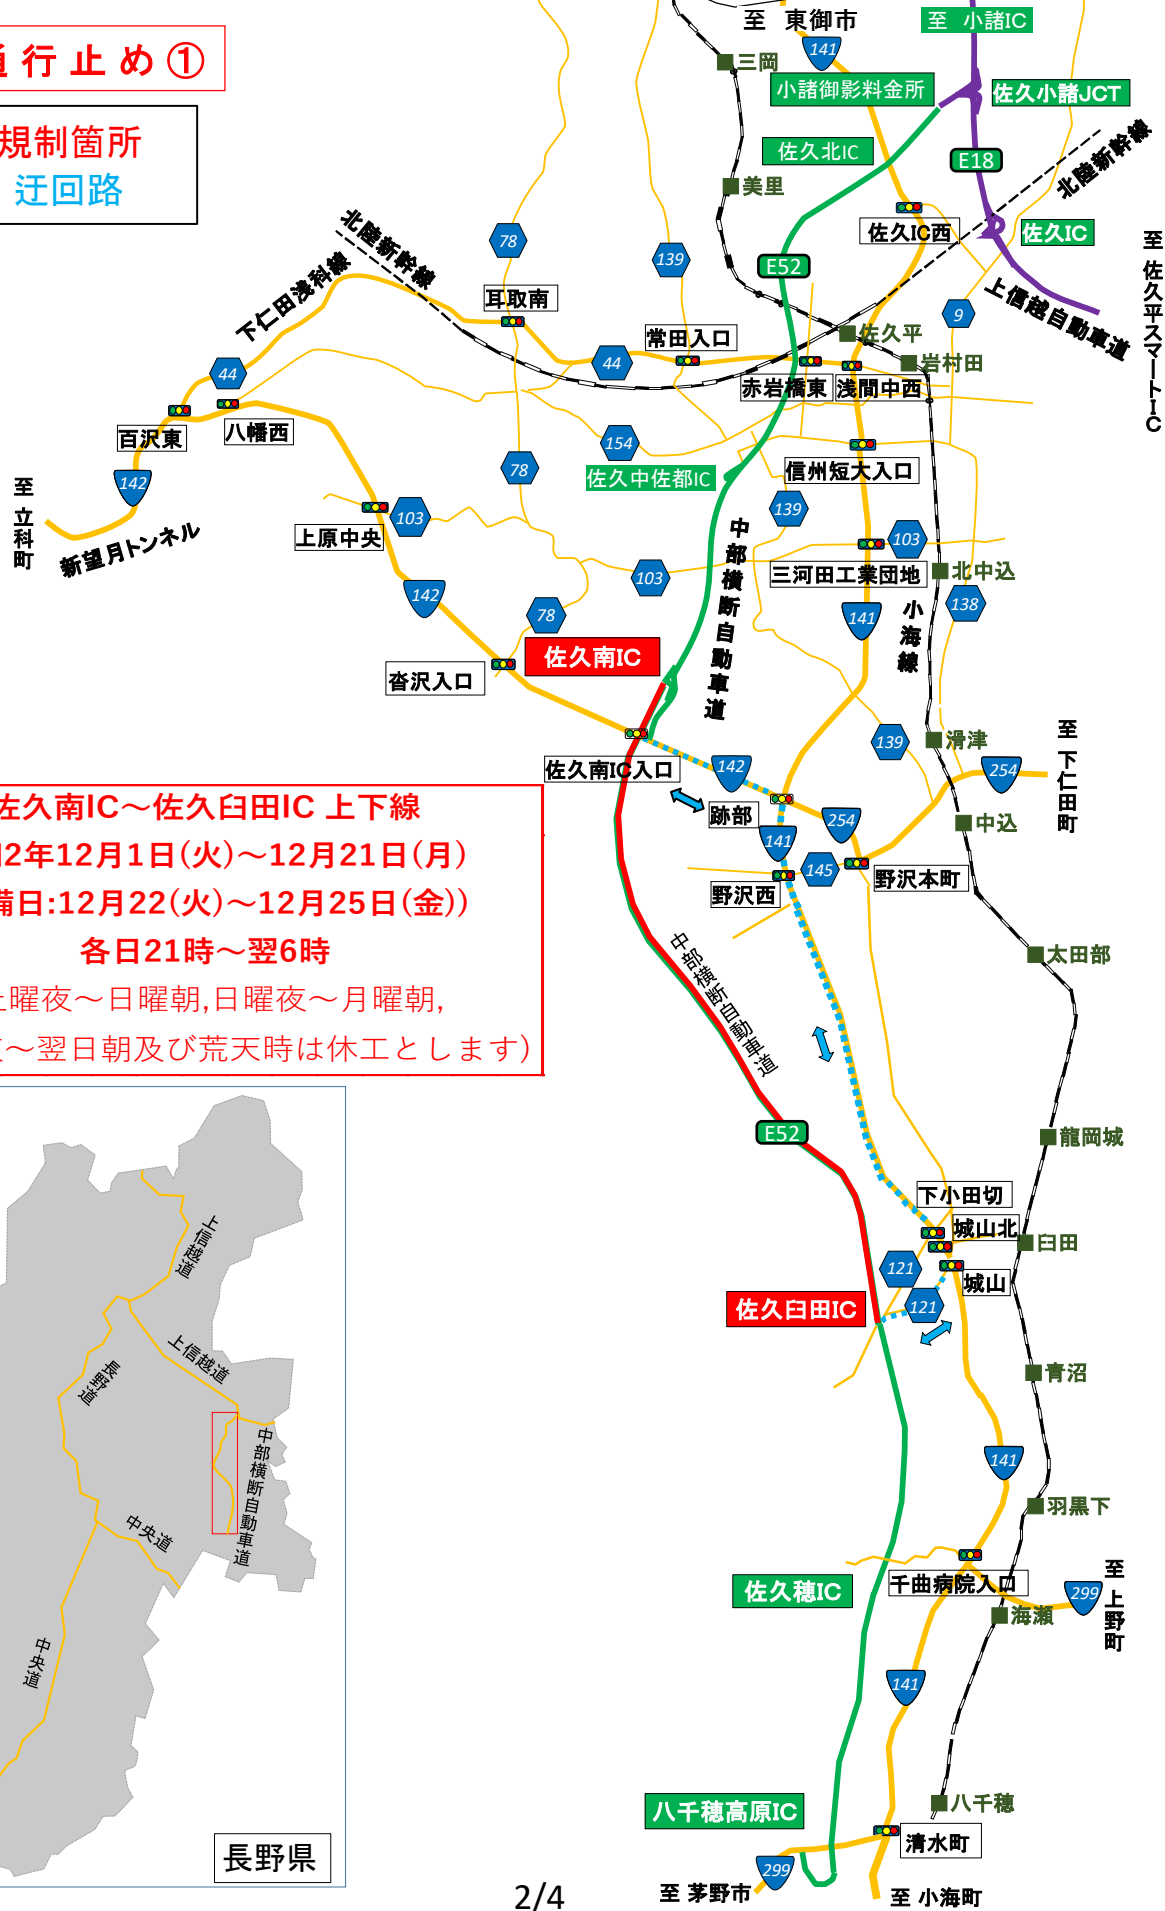 通行止め①
規制箇所
迂回路
佐久南IC～佐久臼田IC 上下線
2年12月1日(火)～12月21日(月)
備日:12月22(火)～12月25日(金))
各日21時～翌6時
土曜夜～日曜朝,日曜夜～月曜朝,
～翌日朝及び荒天時は休工とします)
至 東御市
至 小諸IC
141
三岡
小諸御影料金所
佐久小諸JCT
佐久北IC
E18
北陸新幹線
美里
佐久IC西
佐久IC
至 佐久平スマートIC
78
139
E52
北陸新幹線
下仁田浅科線
耳取南
上信越自動車道
9
常田入口
佐久平
岩村田
44
44
赤岩橋東
浅間中西
百沢東
八幡西
154
信州短大入口
佐久中佐都IC
78
142
至 立科町
新望月トンネル
103
上原中央
139
中部横断自動車道
103
三河田工業団地
北中込
103
142
78
141
小海線
138
佐久南IC
沓沢入口
139
滑津
至 下仁田町
佐久南IC入口
142
254
跡部
254
中込
141
145
野沢西
野沢本町
中部横断自動車道
太田部
E52
龍岡城
下小田切
城山北
臼田
121
城山
佐久臼田IC
121
青沼
141
羽黒下
千曲病院入口
佐久穂IC
299
至 上野町
海瀬
141
八千穂高原IC
八千穂
清水町
299
至 茅野市
至 小海町
上信越道
上信越道
長野道
中部横断自動車道
中央道
中央道
長野県
2/4